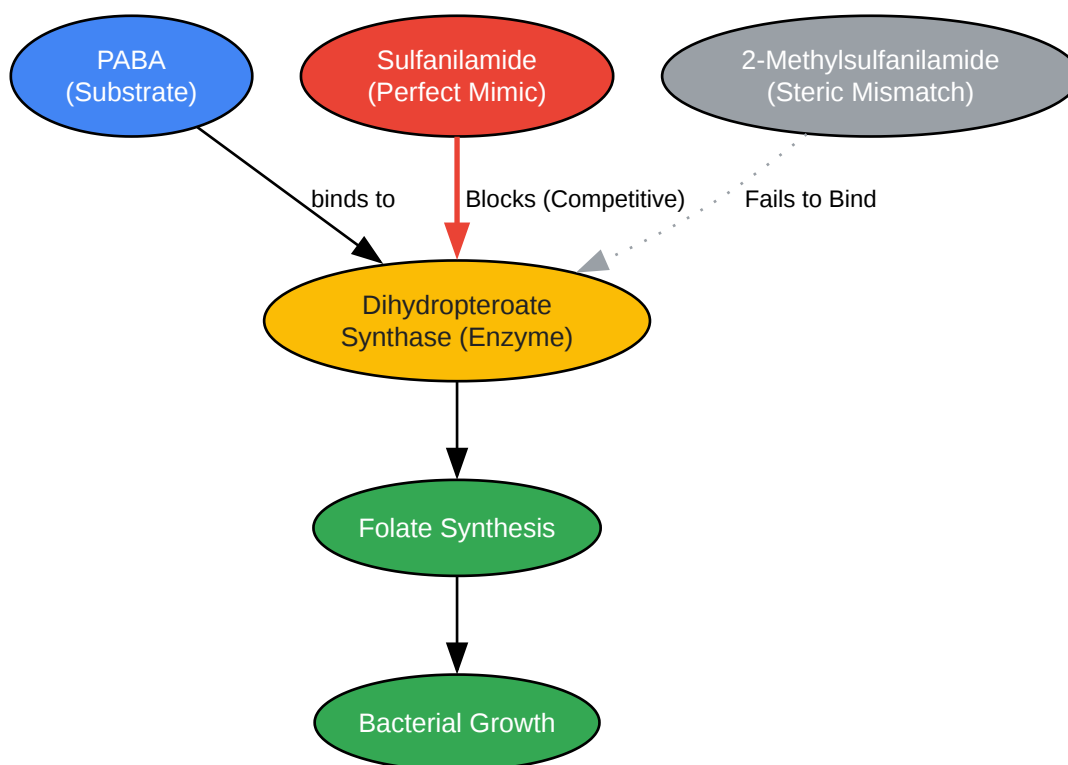 PABA
(Substrate)
Sulfanilamide
(Perfect Mimic)
2-Methylsulfanilamide
(Steric Mismatch)
binds to
Blocks (Competitive)
Fails to Bind
Dihydropteroate
Synthase (Enzyme)
Folate Synthesis
Bacterial Growth